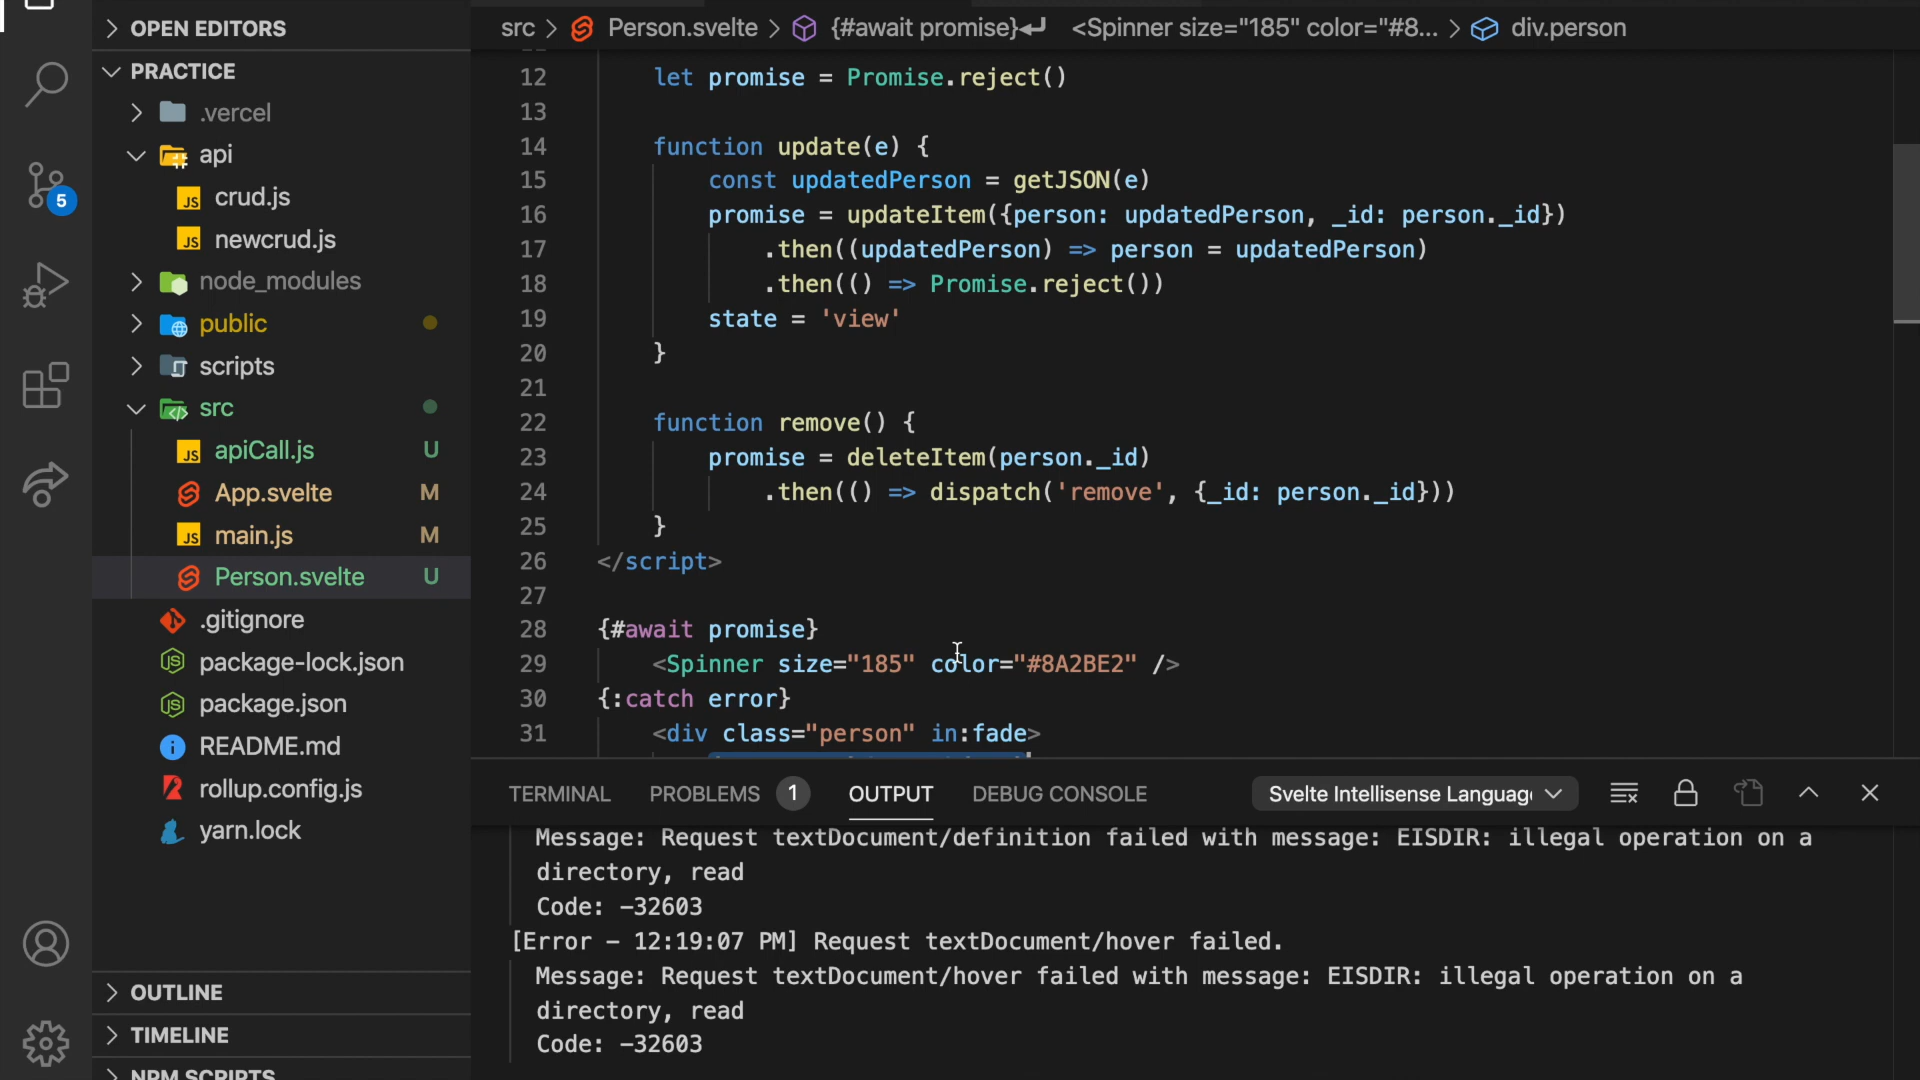 OPEN EDITORS
PRACTICE
.vercel
api
crud.js
newcrud.js
node_modules
public
scripts
src
apiCall.js U
App.svelte M
main.js M
Person.svelte U
.gitignore
package-lock.json
package.json
README.md
rollup.config.js
yarn.lock
OUTLINE
TIMELINE
NPM SCRIPTS
5
src > Person.svelte > {#await promise}↵ <Spinner size="185" color="#8... > div.person
12 let promise = Promise.reject()
13
14 function update(e) {
15 const updatedPerson = getJSON(e)
16 promise = updateItem({person: updatedPerson, _id: person._id})
17 .then((updatedPerson) => person = updatedPerson)
18 .then(() => Promise.reject())
19 state = 'view'
20 }
21
22 function remove() {
23 promise = deleteItem(person._id)
24 .then(() => dispatch('remove', {_id: person._id}))
25 }
26 </script>
27
28 {#await promise}
29 <Spinner size="185" color="#8A2BE2" />
30 {:catch error}
31 <div class="person" in:fade>
TERMINAL PROBLEMS 1 OUTPUT DEBUG CONSOLE Svelte Intellisense Languag
Message: Request textDocument/definition failed with message: EISDIR: illegal operation on a
directory, read
Code: -32603
[Error - 12:19:07 PM] Request textDocument/hover failed.
Message: Request textDocument/hover failed with message: EISDIR: illegal operation on a
directory, read
Code: -32603